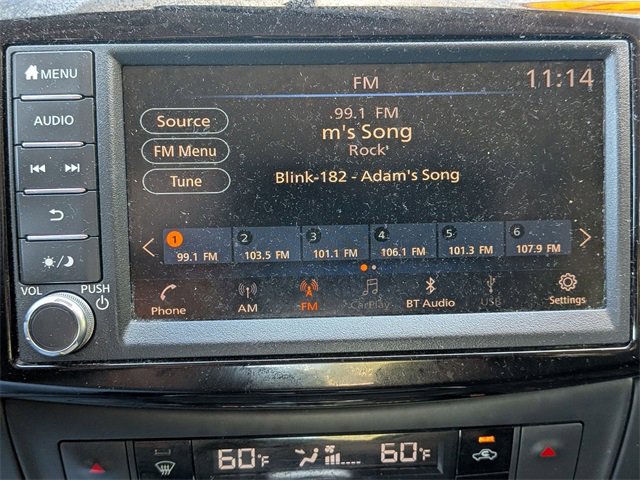 MENU
FM
11:14
AUDIO
Source
.99.1 FM
m's Song
FM Menu
Rock
Tune
Blink-182 - Adam's Song
1 2 3 4 5 6
99.1 FM 103.5 FM 101.1 FM 106.1 FM 101.3 FM 107.9 FM
VOL PUSH
Phone AM FM CarPlay BT Audio USB Settings
60°F 60°F